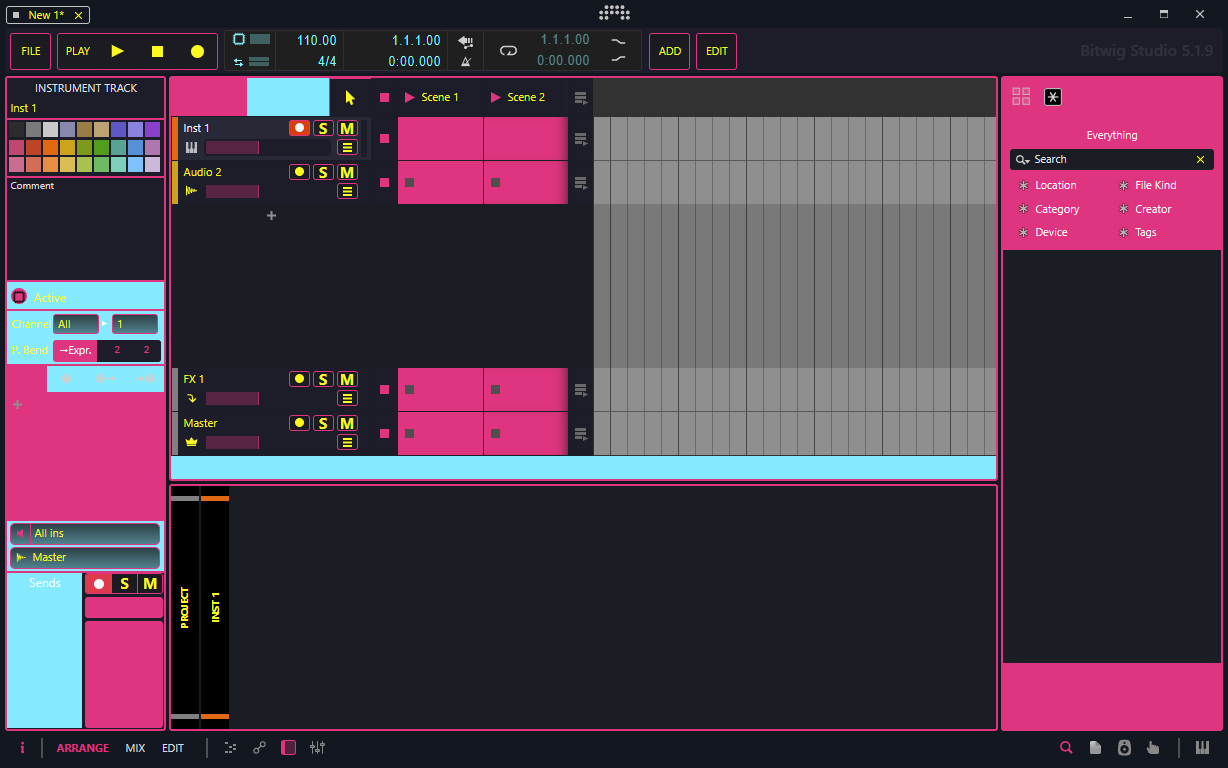 New 1*
FILE
PLAY
110.00
4/4
1.1.1.00
0:00.000
1.1.1.00
0:00.000
ADD
EDIT
Bitwig Studio 5.1.9
INSTRUMENT TRACK
Inst 1
Comment
Active
Channel All 1
P. Bend →Expr. 2 2
All ins
Master
Sends
S M
Scene 1
Scene 2
Inst 1
S M
Audio 2
S M
FX 1
S M
Master
S M
PROJECT
INST 1
Everything
Search
Location
File Kind
Category
Creator
Device
Tags
i
ARRANGE
MIX
EDIT